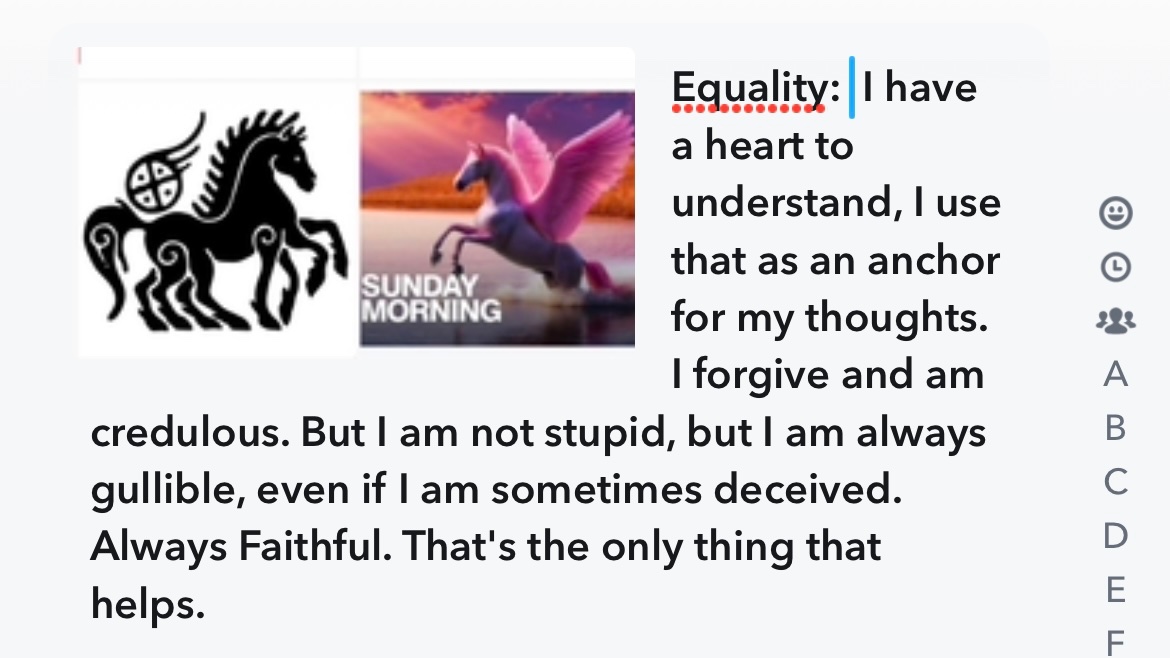 SUNDAY
MORNING
Equality: I have
a heart to
understand, I use
that as an anchor
for my thoughts.
I forgive and am
credulous. But I am not stupid, but I am always
gullible, even if I am sometimes deceived.
Always Faithful. That's the only thing that
helps.
A
B
C
D
E
F